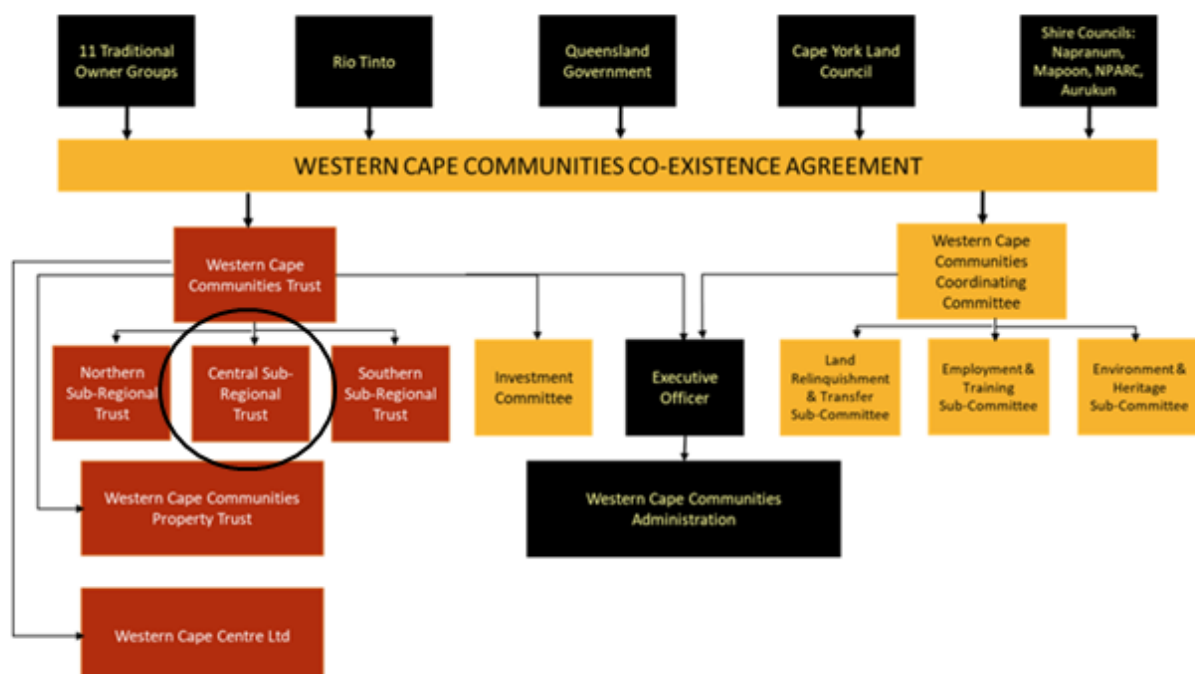 11 Traditional
Owner Groups
Rio Tinto
Queensland
Government
Cape York Land
Council
Shire Councils:
Napranum,
Mapoon, NPARC,
Aurukun
WESTERN CAPE COMMUNITIES CO-EXISTENCE AGREEMENT
Western Cape
Communities Trust
Western Cape
Communities
Coordinating
Committee
Northern
Sub-Regional
Trust
Central Sub-
Regional
Trust
Southern
Sub-Regional
Trust
Investment
Committee
Executive
Officer
Land
Relinquishment
& Transfer
Sub-Committee
Employment &
Training
Sub-Committee
Environment &
Heritage
Sub-Committee
Western Cape Communities
Property Trust
Western Cape Communities
Administration
Western Cape Centre Ltd